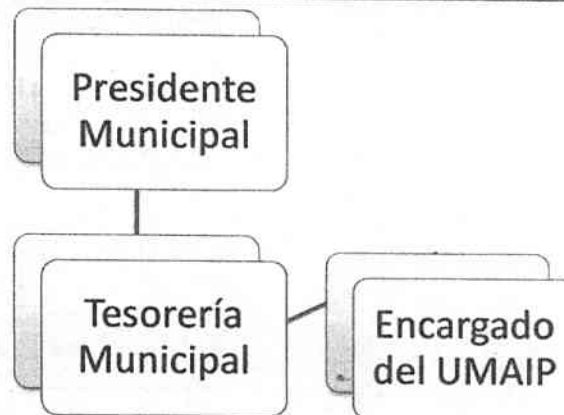 Presidente
Municipal
Tesorería
Municipal
Encargado
del UMAIP